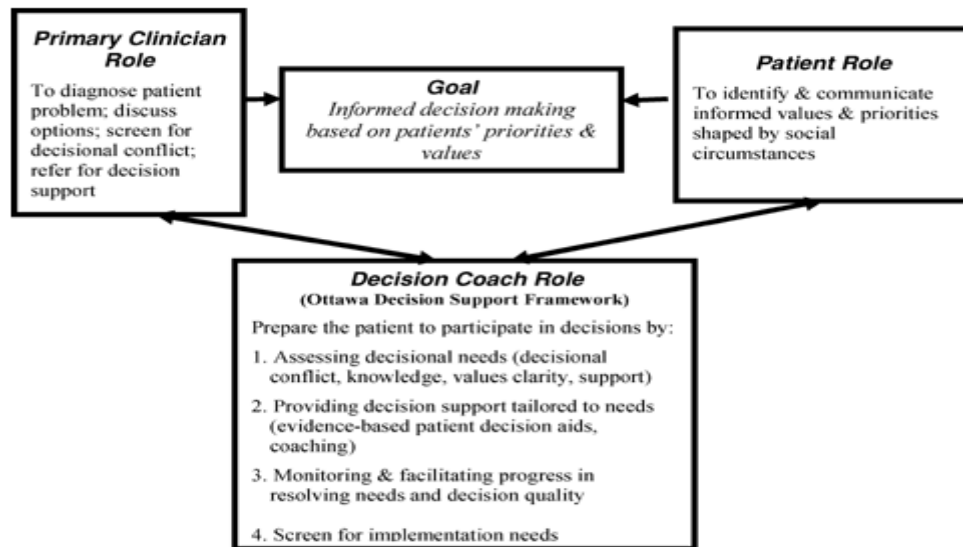 Primary Clinician
Role
To diagnose patient
problem; discuss
options; screen for
decisional conflict;
refer for decision
support
Goal
Informed decision making
based on patients' priorities &
values
Patient Role
To identify & communicate
informed values & priorities
shaped by social
circumstances
Decision Coach Role
(Ottawa Decision Support Framework)
Prepare the patient to participate in decisions by:
1. Assessing decisional needs (decisional
conflict, knowledge, values clarity, support)
2. Providing decision support tailored to needs
(evidence-based patient decision aids,
coaching)
3. Monitoring & facilitating progress in
resolving needs and decision quality
4. Screen for implementation needs